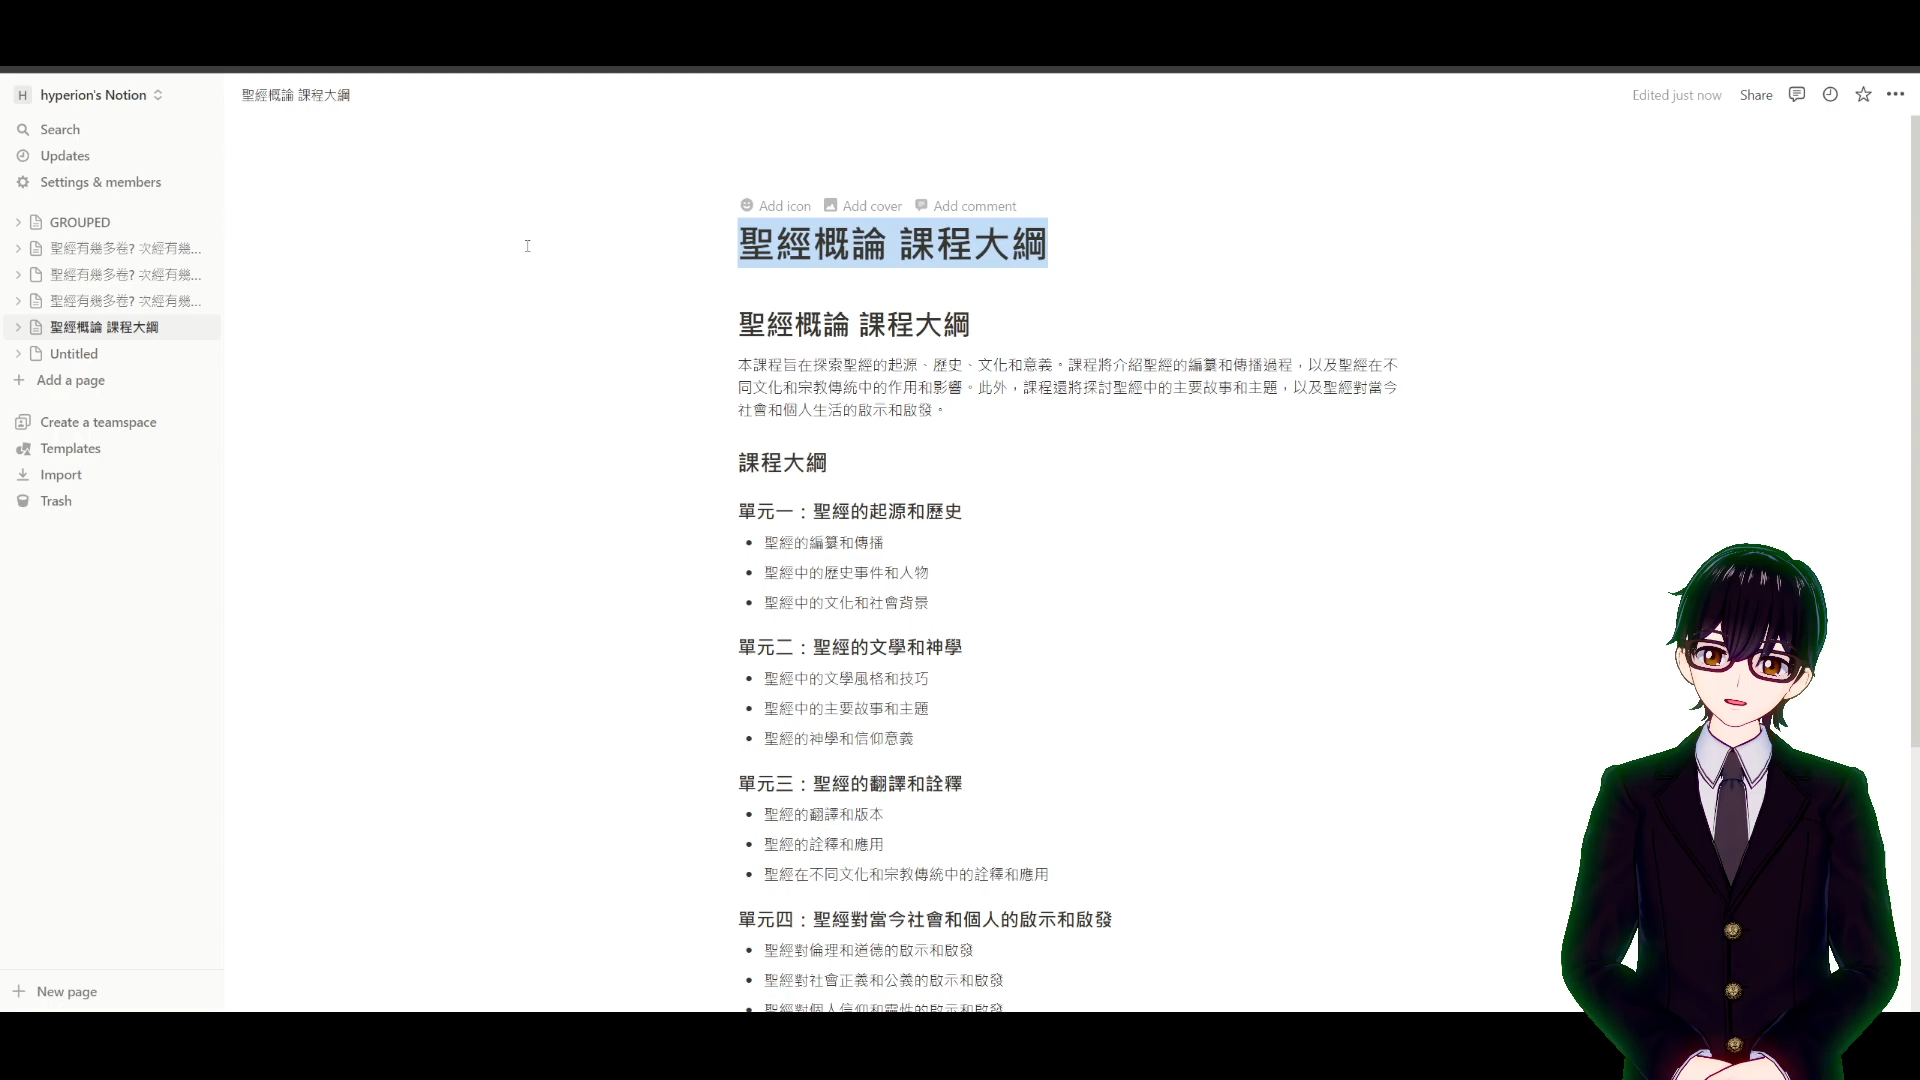 hyperion's Notion
聖經概論 課程大綱
Edited just now
Share
Search
Updates
Settings & members
GROUPED
聖經有幾多卷? 次經有幾...
聖經有幾多卷? 次經有幾...
聖經有幾多卷? 次經有幾...
聖經概論 課程大綱
Untitled
Add a page
Create a teamspace
Templates
Import
Trash
New page
Add icon Add cover Add comment
聖經概論 課程大綱
聖經概論 課程大綱
本課程旨在探索聖經的起源、歷史、文化和意義。課程將介紹聖經的編纂和傳播過程，以及聖經在不
同文化和宗教傳統中的作用和影響。此外，課程還將探討聖經中的主要故事和主題，以及聖經對當今
社會和個人生活的啟示和啟發。
課程大綱
單元一：聖經的起源和歷史
聖經的編纂和傳播
聖經中的歷史事件和人物
聖經中的文化和社會背景
單元二：聖經的文學和神學
聖經中的文學風格和技巧
聖經中的主要故事和主題
聖經的神學和信仰意義
單元三：聖經的翻譯和詮釋
聖經的翻譯和版本
聖經的詮釋和應用
聖經在不同文化和宗教傳統中的詮釋和應用
單元四：聖經對當今社會和個人的啟示和啟發
聖經對倫理和道德的啟示和啟發
聖經對社會正義和公義的啟示和啟發
聖經對個人信仰和靈性的啟示和啟發